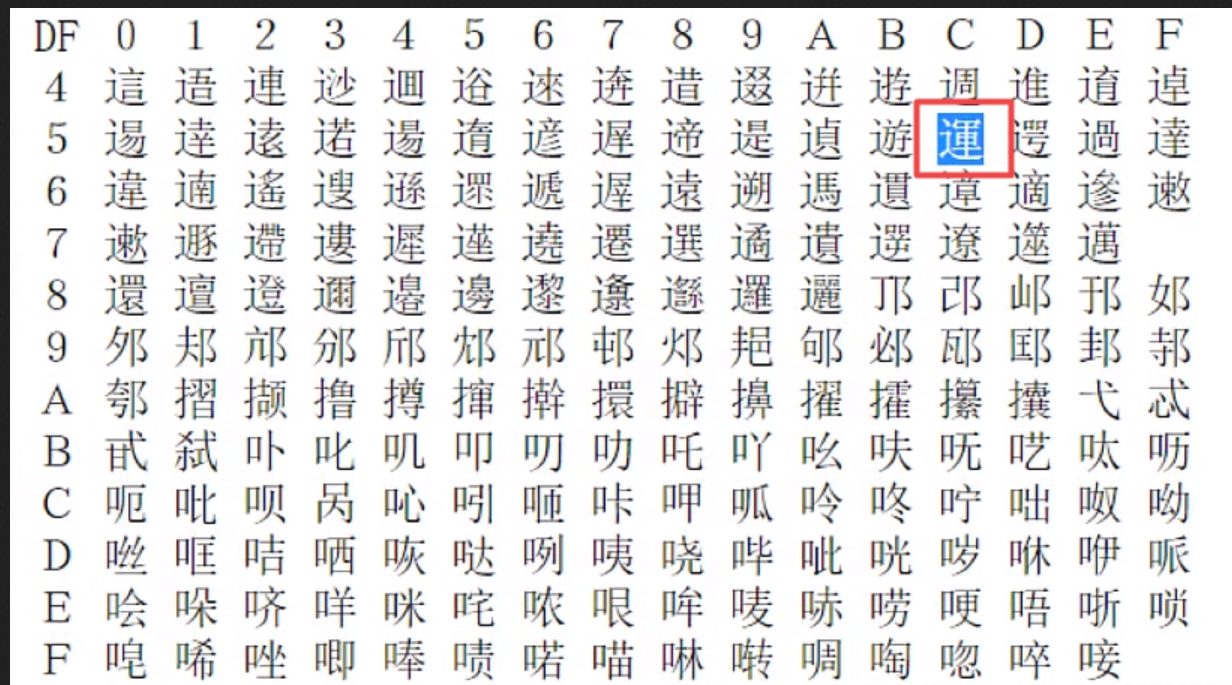 DF 0 1 2 3 4 5 6 7 8 9 A B C D E F
4 這 逜 連 逤 逥 逧 逨 逩 逪 逫 逬 逰 週 進 逳 逴
5 逷 逹 逺 逽 逿 遀 遃 遅 遆 遈 遉 遊 運 遌 過 達
6 違 遖 遙 遚 遜 遝 遞 遟 遠 遡 遤 遦 遧 適 遪 遫
7 遬 遯 遰 遱 遲 遳 遶 遷 選 遹 遺 遻 遼 遾 邁
8 還 邅 邆 邇 邉 邊 邌 邍 邎 邏 邐 邒 邔 邖 邘 邚
9 邜 邞 邟 邠 邤 邥 邧 邨 邩 邫 邭 邲 邷 邼 邽 邿
A 郀 摺 撷 撸 撙 撺 擀 擐 擗 擤 擢 攉 攥 攮 弋 忒
B 甙 弑 卟 叱 叽 叩 叨 叻 吒 吖 吆 呋 呒 呓 呔 呖
C 呃 吡 呗 呙 吣 吲 咂 咔 呷 呱 呤 咚 咛 咄 呶 呦
D 咝 哐 咭 哂 咴 哒 咧 咦 哓 哔 呲 咣 哕 咻 咿 哌
E 哙 哚 哜 咩 咪 咤 哝 哏 哞 唛 哧 唠 哽 唔 哳 唢
F 唣 唏 唑 唧 唪 啧 喏 喵 啉 啭 啁 啕 唿 啐 唼